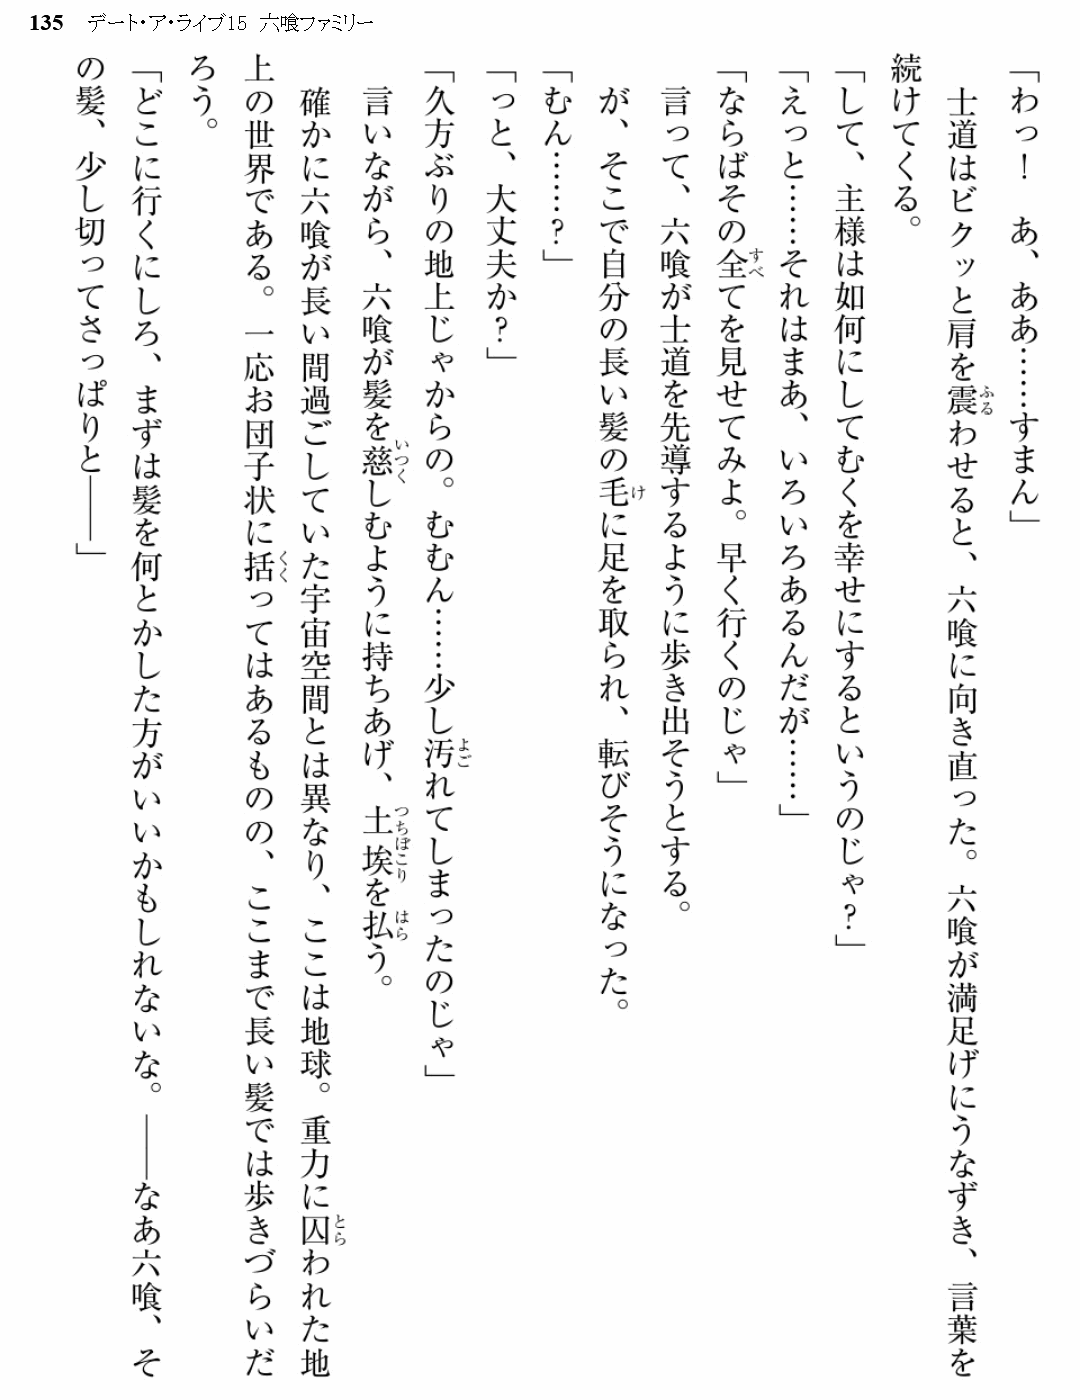 135 デート・ア・ライブ15 六喰ファミリー
「わっ！　あ、ああ……すまん」
　士道はビクッと肩を震わせると、六喰に向き直った。六喰が満足げにうなずき、言葉を
続けてくる。
「して、主様は如何にしてむくを幸せにするというのじゃ？」
「えっと……それはまあ、いろいろあるんだが……」
「ならばその全てを見せてみよ。早く行くのじゃ」
　言って、六喰が士道を先導するように歩き出そうとする。
　が、そこで自分の長い髪の毛に足を取られ、転びそうになった。
「むん……？」
「っと、大丈夫か？」
「久方ぶりの地上じゃからの。むむん……少し汚れてしまったのじゃ」
　言いながら、六喰が髪を慈しむように持ちあげ、土埃を払う。
　確かに六喰が長い間過ごしていた宇宙空間とは異なり、ここは地球。重力に囚われた地
上の世界である。一応お団子状に括ってはあるものの、ここまで長い髪では歩きづらいだ
ろう。
「どこに行くにしろ、まずは髪を何とかした方がいいかもしれないな。――なあ六喰、そ
の髪、少し切ってさっぱりと――」